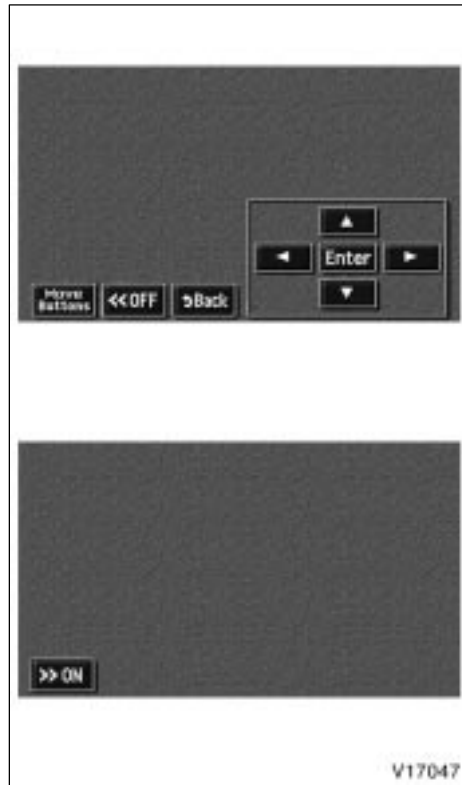 ▲
◄ Enter ►
Move
Buttons
<<OFF
Back
▼
>> ON
V17047